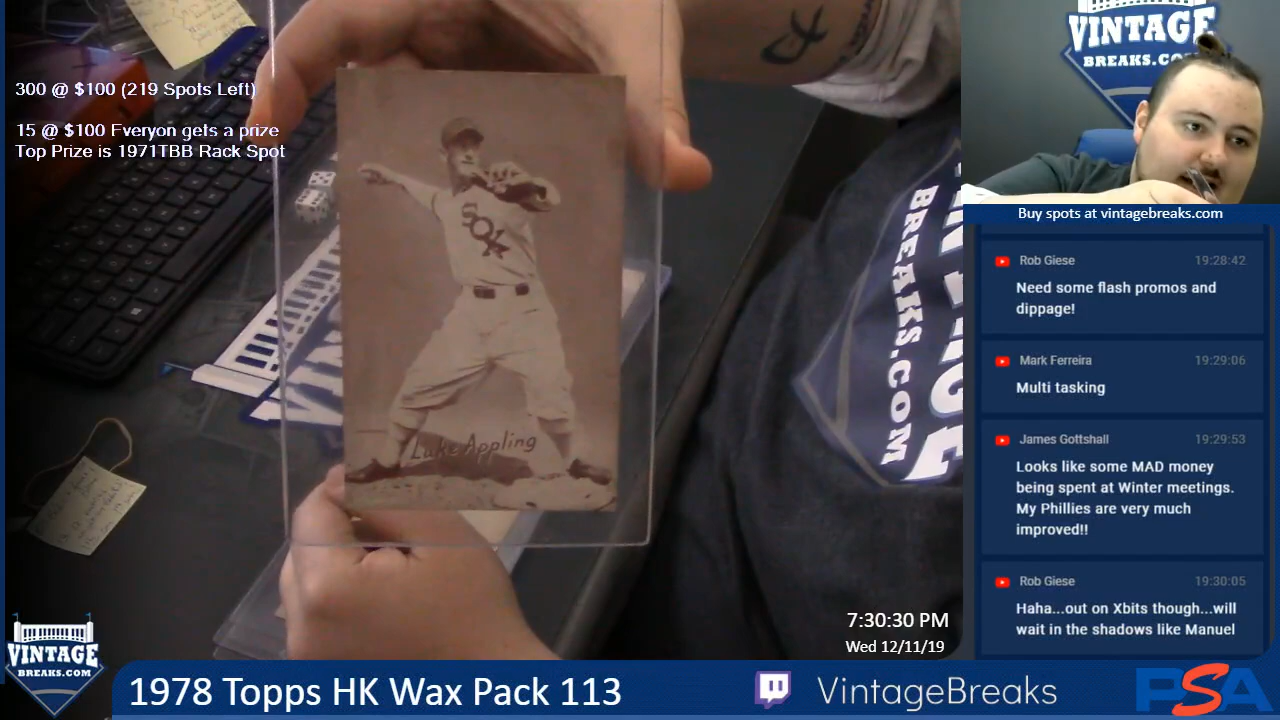 300 @ $100 (219 Spots Left)
15 @ $100 Fveryon gets a prize
Top Prize is 1971TBB Rack Spot
SOX
Luke Appling
BREAKS.COM
VINTAGE
BREAKS.COM
Buy spots at vintagebreaks.com
Rob Giese 19:28:42
Need some flash promos and
dippage!
Mark Ferreira 19:29:06
Multi tasking
James Gottshall 19:29:53
Looks like some MAD money
being spent at Winter meetings.
My Phillies are very much
improved!!
Rob Giese 19:30:05
Haha...out on Xbits though...will
wait in the shadows like Manuel
7:30:30 PM
Wed 12/11/19
VINTAGE
BREAKS.COM
1978 Topps HK Wax Pack 113
VintageBreaks
PSA